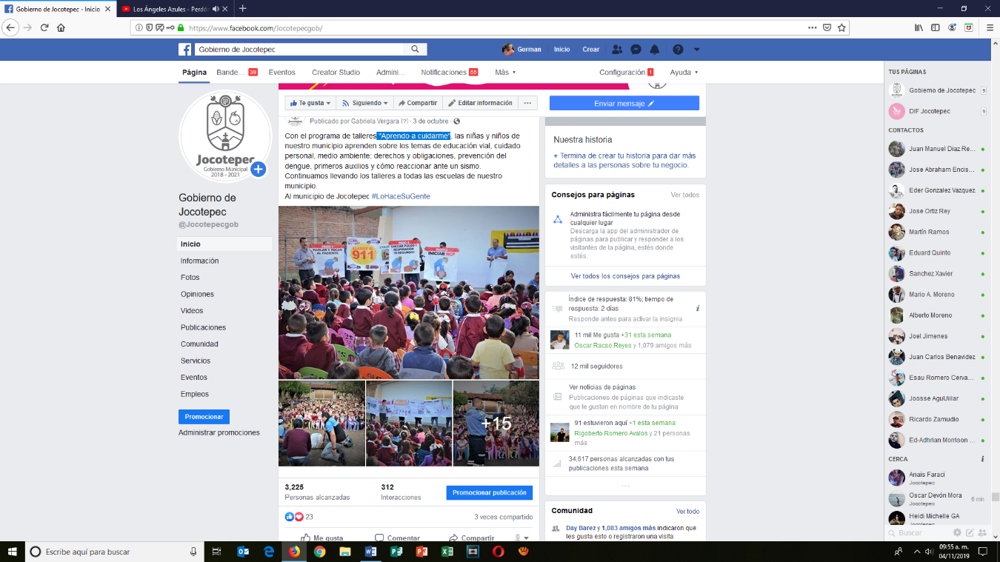 Gobierno de Jocotepec - Inicio
Los Ángeles Azules - Perdó
https://www.facebook.com/Jocotepecgob/
Gobierno de Jocotepec
German
Inicio
Crear
Página
Bande... 39
Eventos
Creator Studio
Admini...
Notificaciones 55
Más
Configuración 1
Ayuda
Jocotepec
Gobierno Municipal
2018 - 2021
Gobierno de
Jocotepec
@Jocotepecgob
Inicio
Información
Fotos
Opiniones
Videos
Publicaciones
Comunidad
Servicios
Eventos
Empleos
Promocionar
Administrar promociones
Te gusta
Siguiendo
Compartir
Editar información
...
Publicado por Gabriela Vergara [?] · 3 de octubre ·
Con el programa de talleres "Aprendo a cuidarme", las niñas y niños de
nuestro municipio aprenden sobre los temas de educación vial, cuidado
personal, medio ambiente; derechos y obligaciones, prevención del
dengue, primeros auxilios y cómo reaccionar ante un sismo.
Continuamos llevando los talleres a todas las escuelas de nuestro
municipio.
Al municipio de Jocotepec #LoHaceSuGente
PASO 1
HABLAR Y TOCAR
AL PACIENTE
LLAMAR AL
911
CHECAR PULSO Y
RESPIRACIÓN
10 SEGUNDOS
INICIAR RCP
+15
3,225
Personas alcanzadas
312
Interacciones
Promocionar publicación
23
3 veces compartido
Me gusta
Comentar
Compartir
Enviar mensaje
Nuestra historia
+ Termina de crear tu historia para dar más
detalles a las personas sobre tu negocio.
Consejos para páginas
Ver todos
Administra fácilmente tu página desde
cualquier lugar
Descarga la app del administrador de
páginas para publicar y responder a los
visitantes de la página, estés donde
estés.
Ver todos los consejos para páginas
Índice de respuesta: 81%; tiempo de
respuesta: 2 días
Responde antes para activar la insignia
11 mil Me gusta +31 esta semana
Oscar Racso Reyes y 1,079 amigos más
12 mil seguidores
Ver noticias de páginas
Publicaciones de páginas que indicaste
que te gustan en nombre de tu página
91 estuvieron aquí +1 esta semana
Rigoberto Romero Avalos y 21 personas
más
34,617 personas alcanzadas con tus
publicaciones esta semana
Comunidad
Ver todo
Day Barez y 1,083 amigos más indicaron que
les gusta esto o registraron una visita
TUS PÁGINAS
Gobierno de Jocotepec
DIF Jocotepec
CONTACTOS
Juan Manuel Diaz Re...
Jose Abraham Encis...
Eder Gonzalez Vazquez
Jose Ortiz Rey
Martín Ramos
Eduard Quinto
Sanchez Xavier
Mario A. Moreno
Alberto Moreno
Joel Jimenes
Juan Carlos Benavidez
Esau Romero Cerva...
Joosse AguUiilar
Ricardo Zamudio
Ed-Adhrian Morrison ...
CERCA
Anais Faraci
Jocotepec
Oscar Devón Mora
Jocotepec
6 min
Heidi Michelle GA
Jocotepec
Buscar
Escribe aquí para buscar
09:55 a. m.
04/11/2019